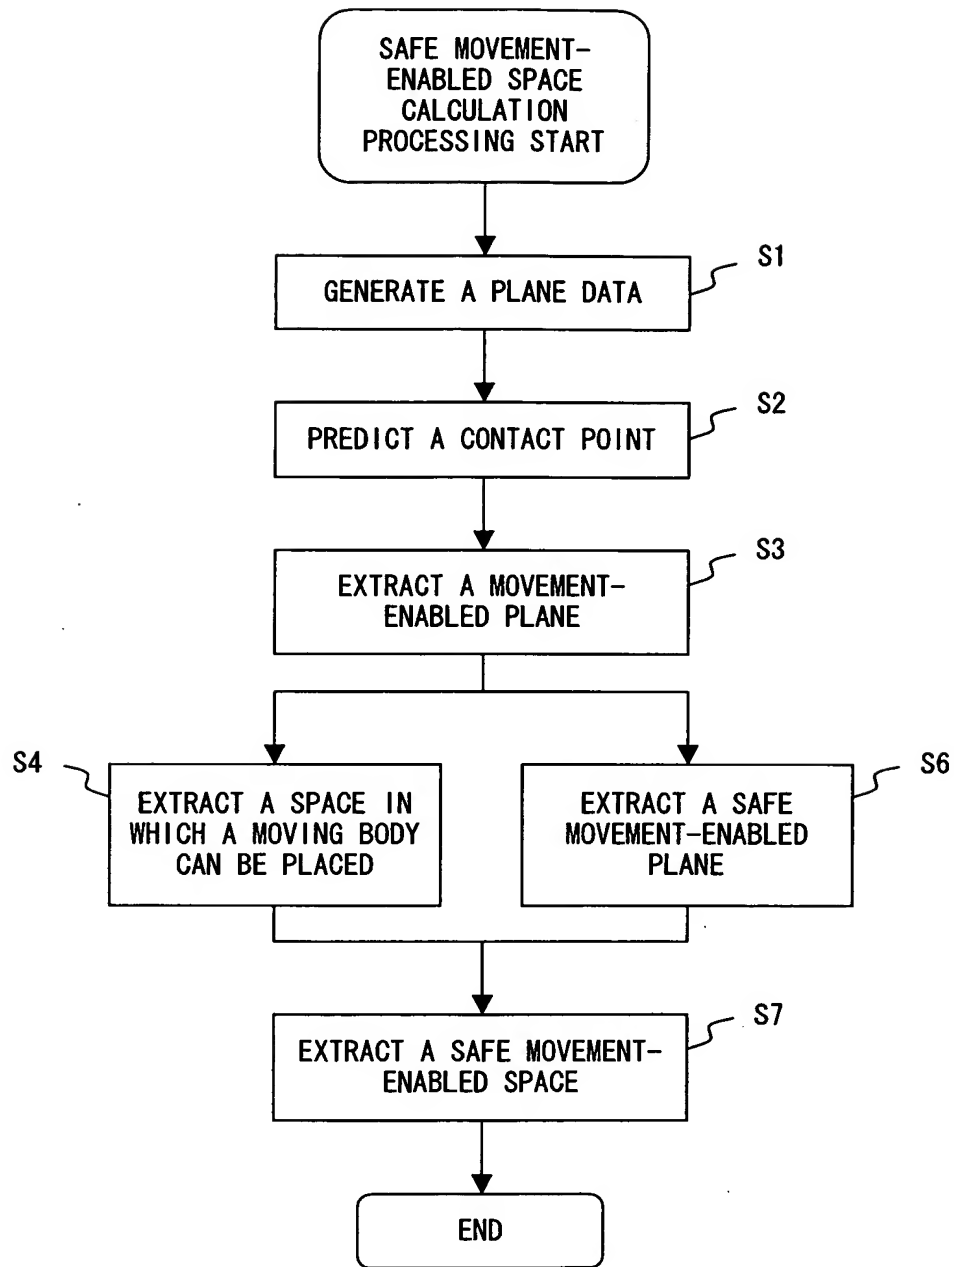 SAFE MOVEMENT-
ENABLED SPACE
CALCULATION
PROCESSING START
S1
GENERATE A PLANE DATA
S2
PREDICT A CONTACT POINT
S3
EXTRACT A MOVEMENT-
ENABLED PLANE
S4
EXTRACT A SPACE IN
WHICH A MOVING BODY
CAN BE PLACED
S6
EXTRACT A SAFE
MOVEMENT-ENABLED
PLANE
S7
EXTRACT A SAFE MOVEMENT-
ENABLED SPACE
END